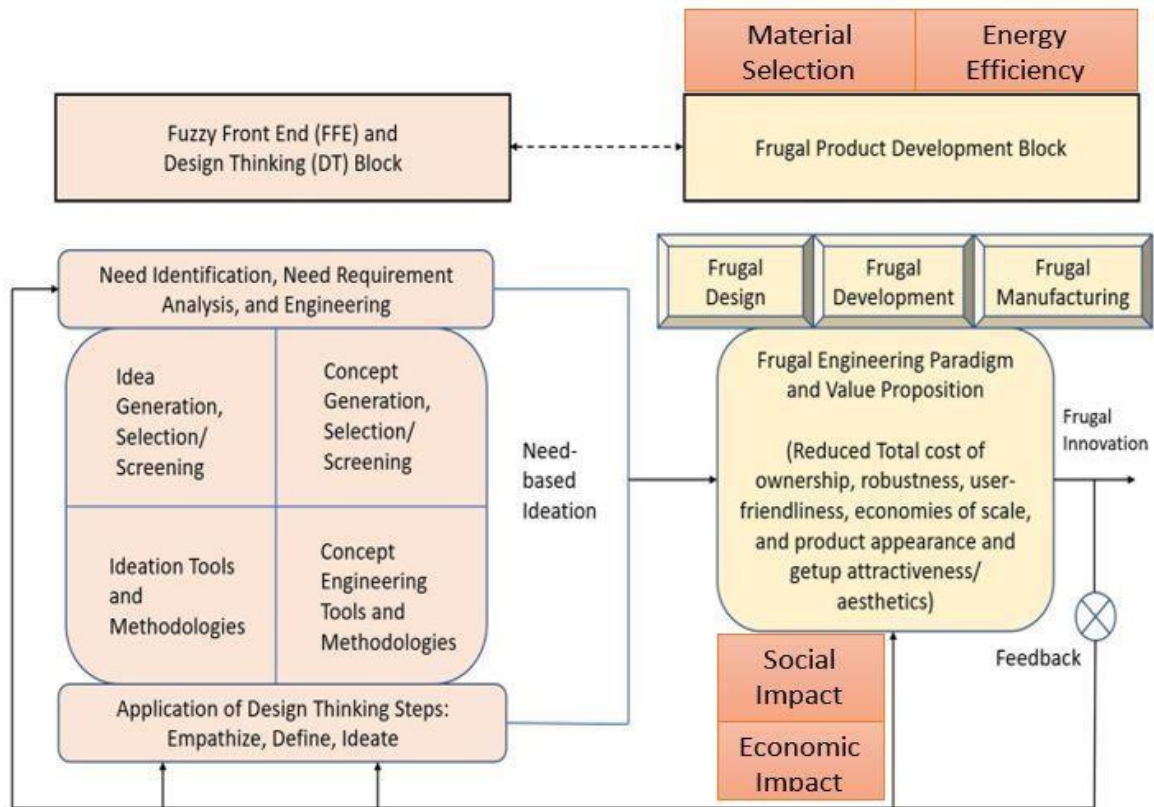 Material
Selection
Energy
Efficiency
Fuzzy Front End (FFE) and
Design Thinking (DT) Block
Frugal Product Development Block
Need Identification, Need Requirement
Analysis, and Engineering
Frugal
Design
Frugal
Development
Frugal
Manufacturing
Idea
Generation,
Selection/
Screening
Concept
Generation,
Selection/
Screening
Ideation Tools
and
Methodologies
Concept
Engineering
Tools and
Methodologies
Need-
based
Ideation
Frugal Engineering Paradigm
and Value Proposition
(Reduced Total cost of
ownership, robustness, user-
friendliness, economies of scale,
and product appearance and
getup attractiveness/
aesthetics)
Frugal
Innovation
Feedback
Application of Design Thinking Steps:
Empathize, Define, Ideate
Social
Impact
Economic
Impact